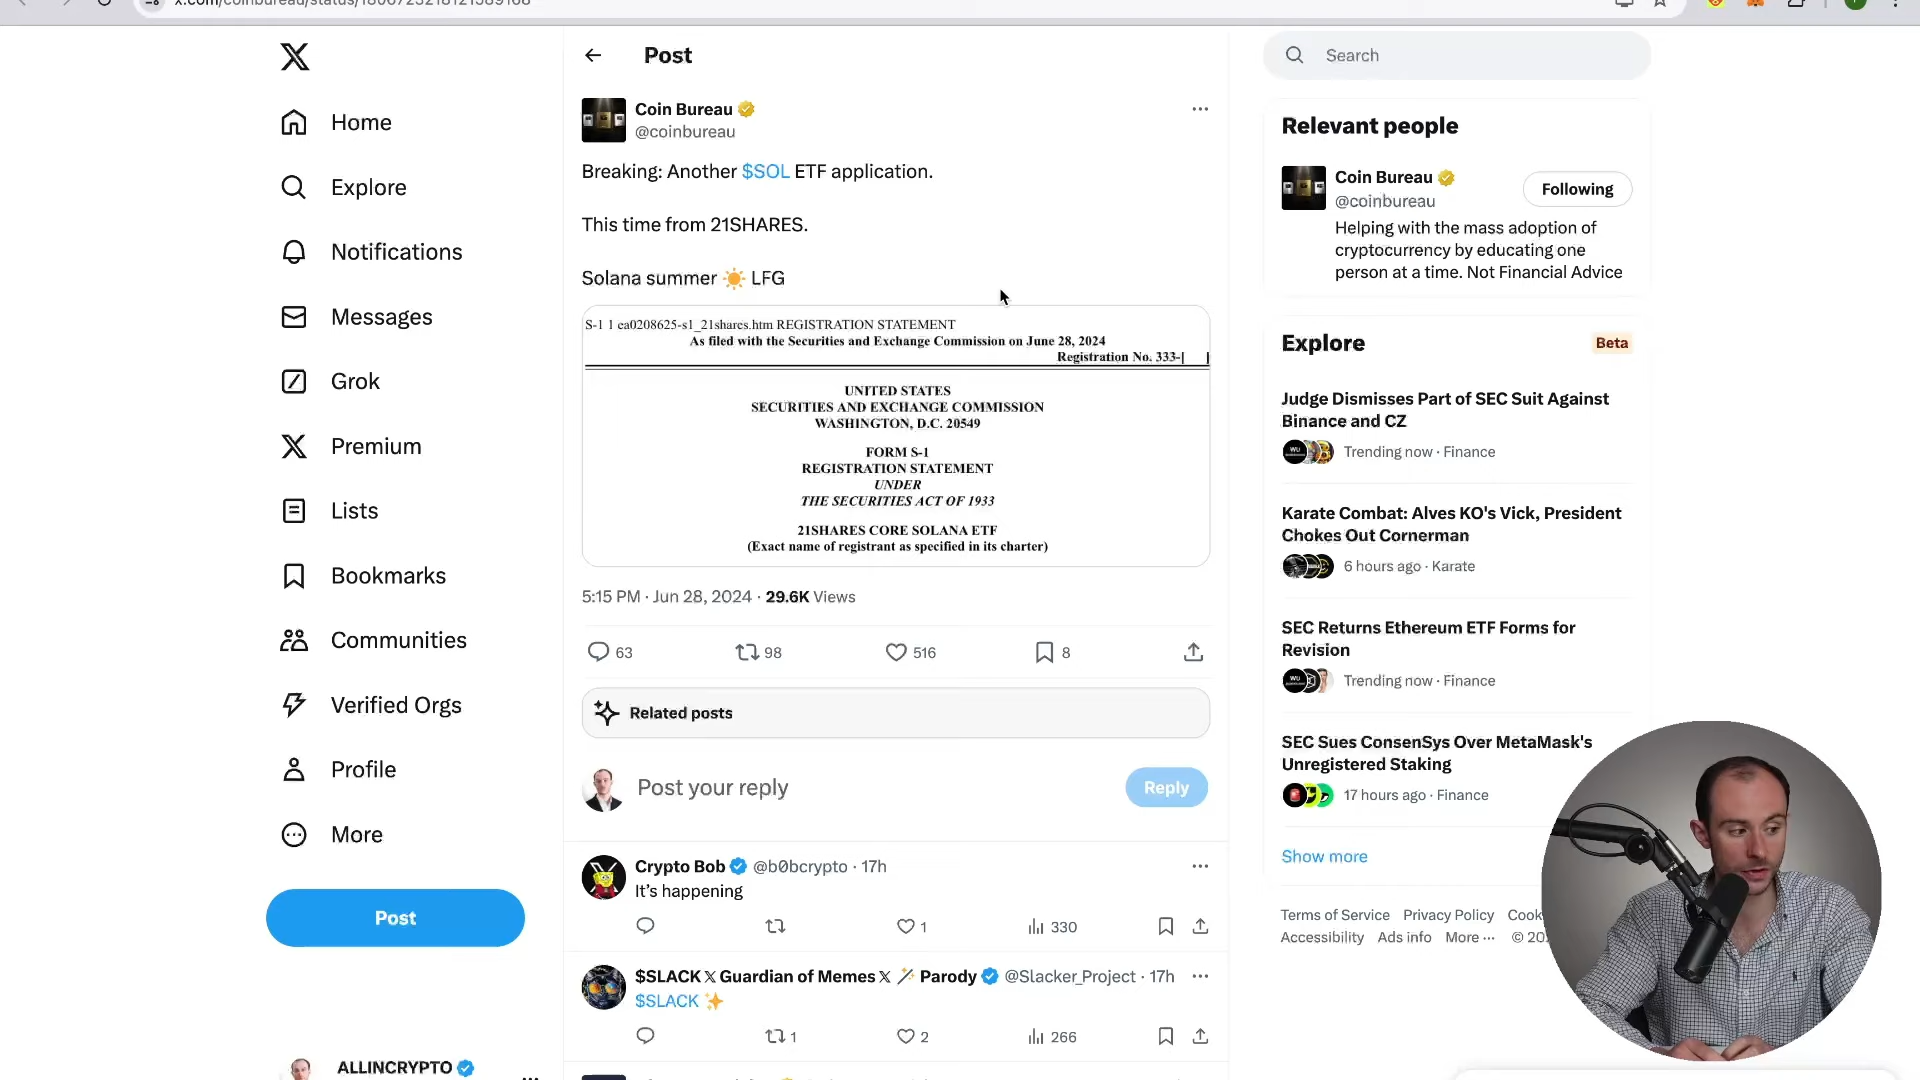 Post
Search
Home
Explore
Notifications
Messages
Grok
Premium
Lists
Bookmarks
Communities
Verified Orgs
Profile
More
Post
ALLINCRYPTO
Coin Bureau
@coinbureau
Breaking: Another $SOL ETF application.
This time from 21SHARES.
Solana summer ☀️ LFG
S-1 1 ea0208625-s1_21shares.htm REGISTRATION STATEMENT
As filed with the Securities and Exchange Commission on June 28, 2024
Registration No. 333-[ ]
UNITED STATES
SECURITIES AND EXCHANGE COMMISSION
WASHINGTON, D.C. 20549
FORM S-1
REGISTRATION STATEMENT
UNDER
THE SECURITIES ACT OF 1933
21SHARES CORE SOLANA ETF
(Exact name of registrant as specified in its charter)
5:15 PM · Jun 28, 2024 · 29.6K Views
63 98 516 8
Related posts
Post your reply
Reply
Crypto Bob @b0bcrypto · 17h
It's happening
1 330
$SLACK X Guardian of Memes X Parody @Slacker_Project · 17h
$SLACK ✨
1 2 266
Relevant people
Coin Bureau
@coinbureau
Following
Helping with the mass adoption of
cryptocurrency by educating one
person at a time. Not Financial Advice
Explore
Beta
Judge Dismisses Part of SEC Suit Against
Binance and CZ
Trending now · Finance
Karate Combat: Alves KO's Vick, President
Chokes Out Cornerman
6 hours ago · Karate
SEC Returns Ethereum ETF Forms for
Revision
Trending now · Finance
SEC Sues ConsenSys Over MetaMask's
Unregistered Staking
17 hours ago · Finance
Show more
Terms of Service Privacy Policy Cook
Accessibility Ads info More ··· © 20